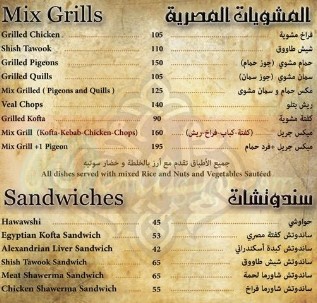 Mix Grills المشويات المصرية
Grilled Chicken 105 فراخ مشوية
Shish Tawook 110 شيش طاووق
Grilled Pigeons 150 حمام مشوي (جوز حمام)
Grilled Quills 105 سمان مشوي (جوز سمان)
Mix Grilled ( Pigeons and Quills ) 125 مكس حمام و سمان مشوى
Veal Chops 140 ريش بتلو
Grilled Kofta 90 كفتة مشوية
Mix Grill (Kofta-Kebab-Chicken-Chops) 160 ميكس جريل (كفتة-كباب-فراخ-ريش)
Mix Grill +1 Pigeon 195 ميكس جريل +فرد حمام
جميع الأطباق تقدم مع أرز بالخلطة و خضار سوتيه
All dishes served with mixed Rice and Nuts and Vegetables Sautéed
Sandwiches سندوتشات
Hawawshi 45 حواوشي
Egyptian Kofta Sandwich 53 ساندوتش كفتة مصري
Alexandrian Liver Sandwich 42 ساندوتش كبدة أسكندراني
Shish Tawook Sandwich 65 ساندوتش شيش طاووق
Meat Shawerma Sandwich 60 ساندوتش شاورما لحمة
Chicken Shawerma Sandwich 55 ساندوتش شاورما فراخ